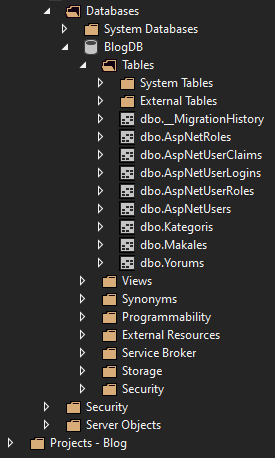 Databases
System Databases
BlogDB
Tables
System Tables
External Tables
dbo.__MigrationHistory
dbo.AspNetRoles
dbo.AspNetUserClaims
dbo.AspNetUserLogins
dbo.AspNetUserRoles
dbo.AspNetUsers
dbo.Kategoris
dbo.Makales
dbo.Yorums
Views
Synonyms
Programmability
External Resources
Service Broker
Storage
Security
Security
Server Objects
Projects - Blog